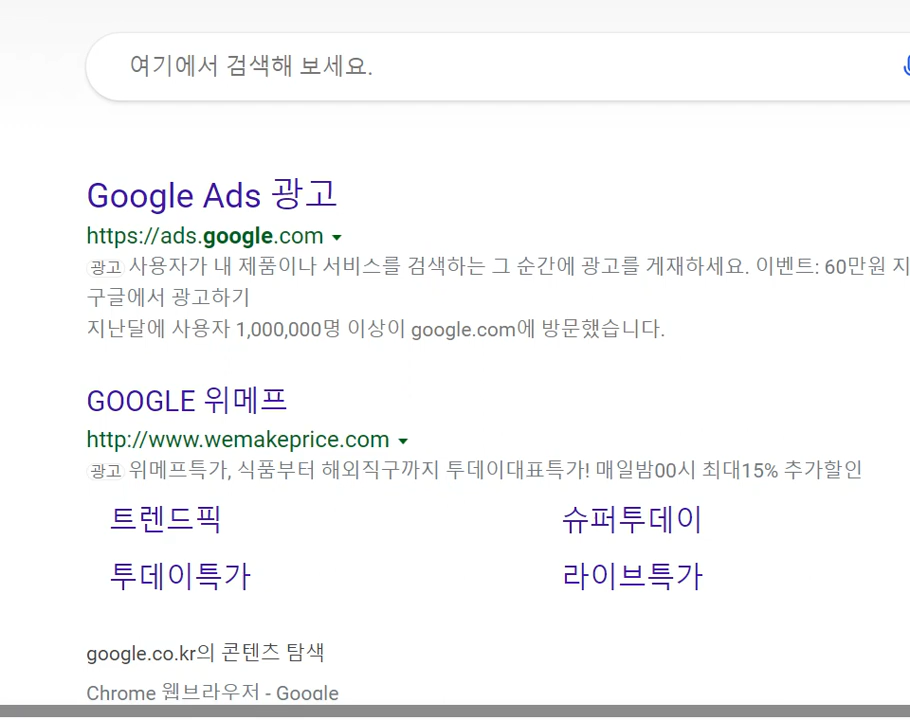 여기에서 검색해 보세요.
Google Ads 광고
https://ads.google.com
광고 사용자가 내 제품이나 서비스를 검색하는 그 순간에 광고를 게재하세요. 이벤트: 60만원 지
구글에서 광고하기
지난달에 사용자 1,000,000명 이상이 google.com에 방문했습니다.
GOOGLE 위메프
http://www.wemakeprice.com
광고 위메프특가, 식품부터 해외직구까지 투데이대표특가! 매일밤00시 최대15% 추가할인
트렌드픽 슈퍼투데이
투데이특가 라이브특가
google.co.kr의 콘텐츠 탐색
Chrome 웹브라우저 - Google